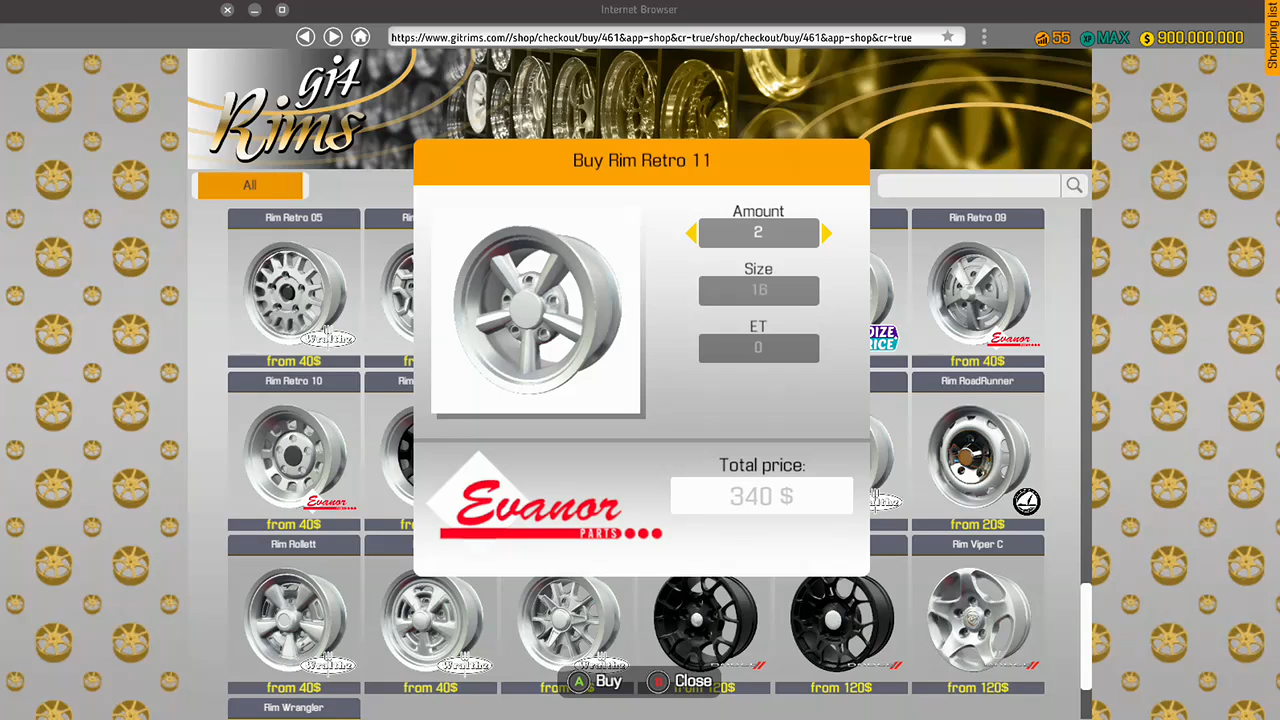 Internet Browser
https://www.gitrims.com//shop/checkout/buy/461&app-shop&cr-true/shop/checkout/buy/461&app-shop&cr-true
55 XP MAX $ 900.000.000
Shopping list
git
Rims
All
Buy Rim Retro 11
Rim Retro 05
Rim Retro 09
Amount
2
Size
16
ET
0
Evanor
from 40$
from 40$
Rim Retro 10
Rim RoadRunner
Total price:
340 $
Evanor
PARTS
Evanor
from 40$
from 20$
Rim Rollett
Rim Viper C
A Buy
B Close
from 40$
from 40$
from 120$
from 120$
Rim Wrangler